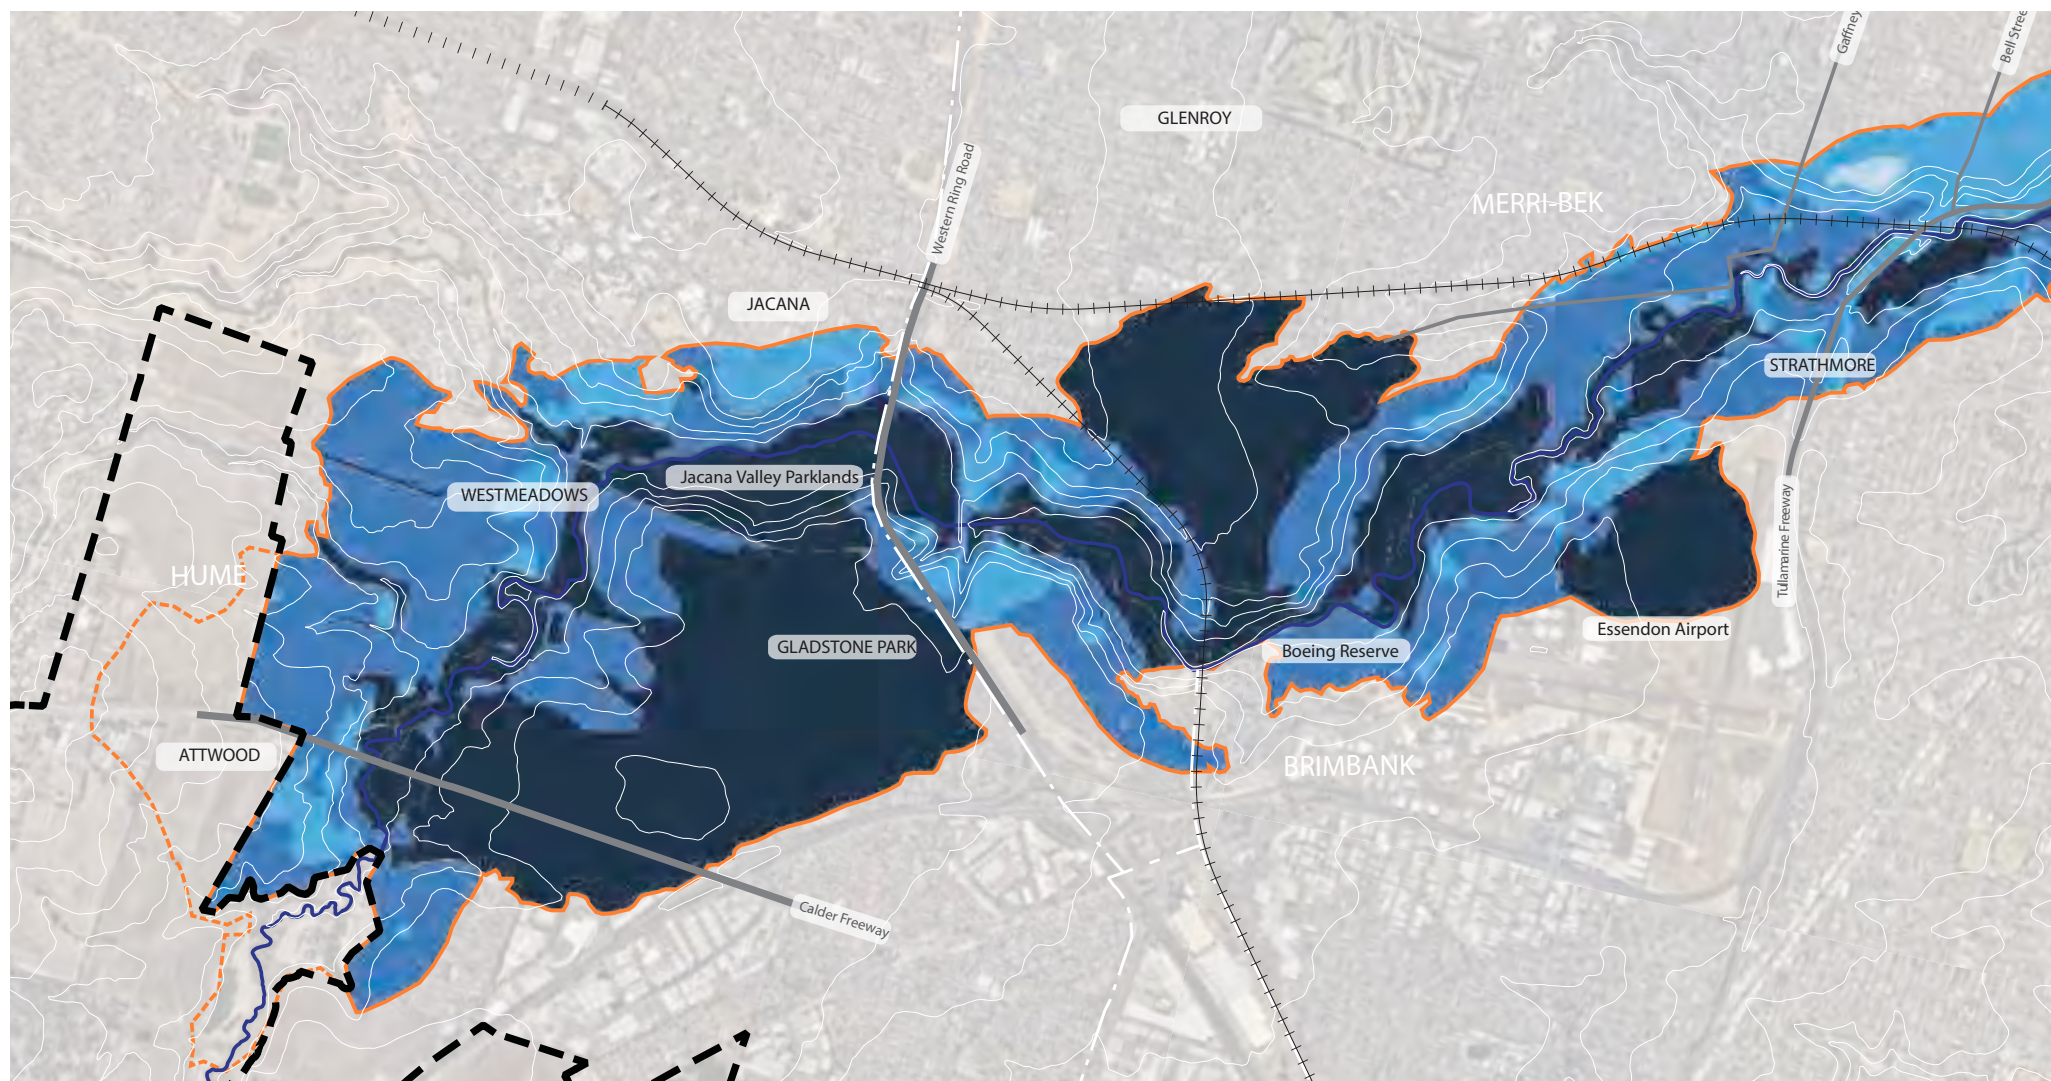 Gaffney
Bell Stree
GLENROY
Western Ring Road
MERRI-BEK
JACANA
STRATHMORE
Jacana Valley Parklands
WESTMEADOWS
Tullamarine Freeway
HUME
Essendon Airport
GLADSTONE PARK
Boeing Reserve
ATTWOOD
BRIMBANK
Calder Freeway